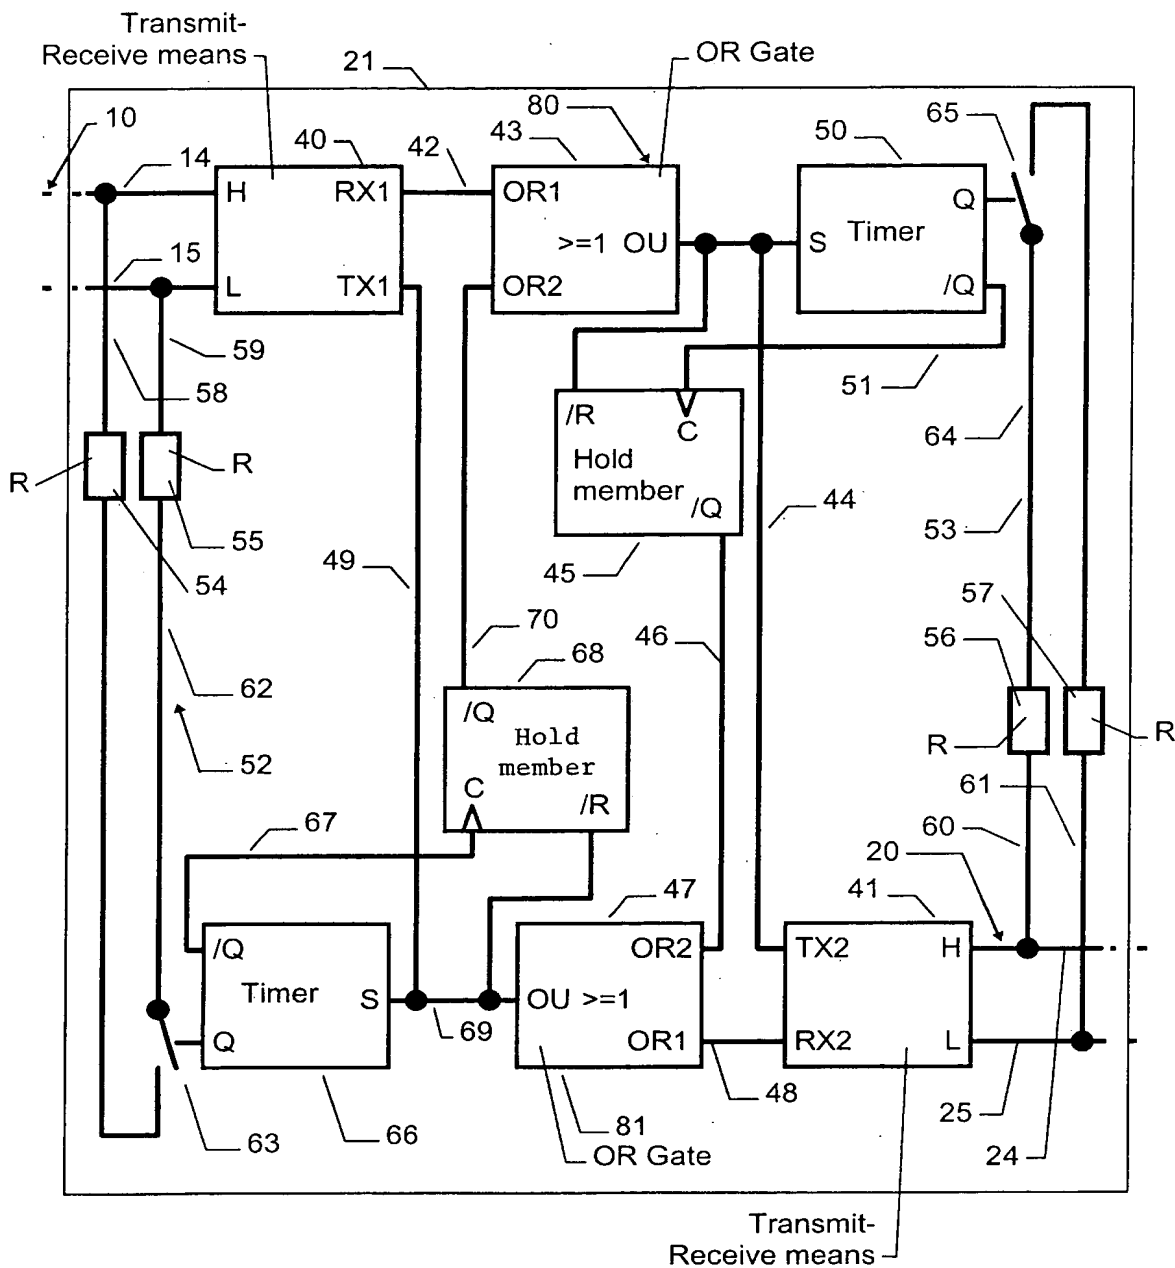 Transmit-
Receive means
21
OR Gate
10
14
40
42
43
80
50
65
H
RX1
OR1
Q
>=1 OU
S
Timer
15
L
TX1
OR2
/Q
59
58
51
/R
C
64
R
R
Hold
member
/Q
44
53
55
54
49
45
57
70
46
56
68
62
/Q
Hold
member
R
R
52
C
/R
61
67
60
20
47
41
/Q
OR2
TX2
H
Timer
S
OU >=1
69
Q
OR1
RX2
L
48
25
63
66
81
24
OR Gate
Transmit-
Receive means